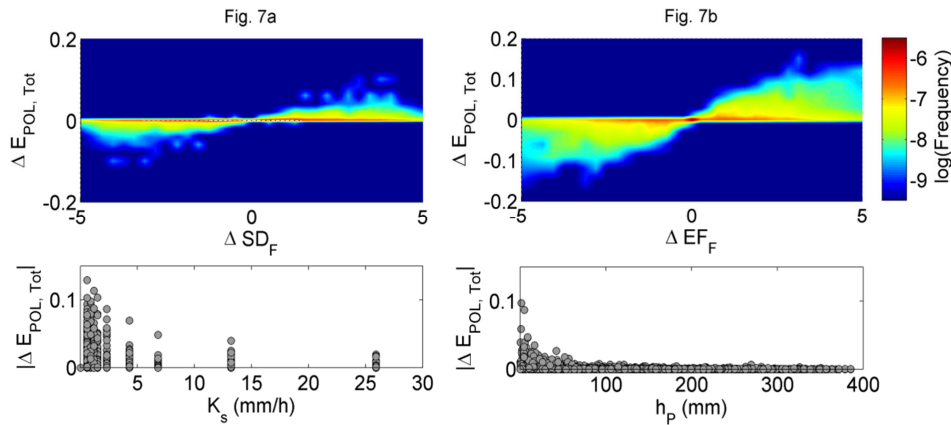 Fig. 7a
0.2
0
-0.2
Δ E_POL, Tot
-5
0
5
Δ SD_F
Fig. 7b
0.2
0.1
0
-0.1
-0.2
Δ E_POL, Tot
-5
0
5
Δ EF_F
-6
-7
-8
-9
log(Frequency)
0.1
0
|Δ E_POL, Tot|
5
10
15
20
25
30
K_s (mm/h)
0.1
0
|Δ E_POL, Tot|
100
200
300
400
h_P (mm)